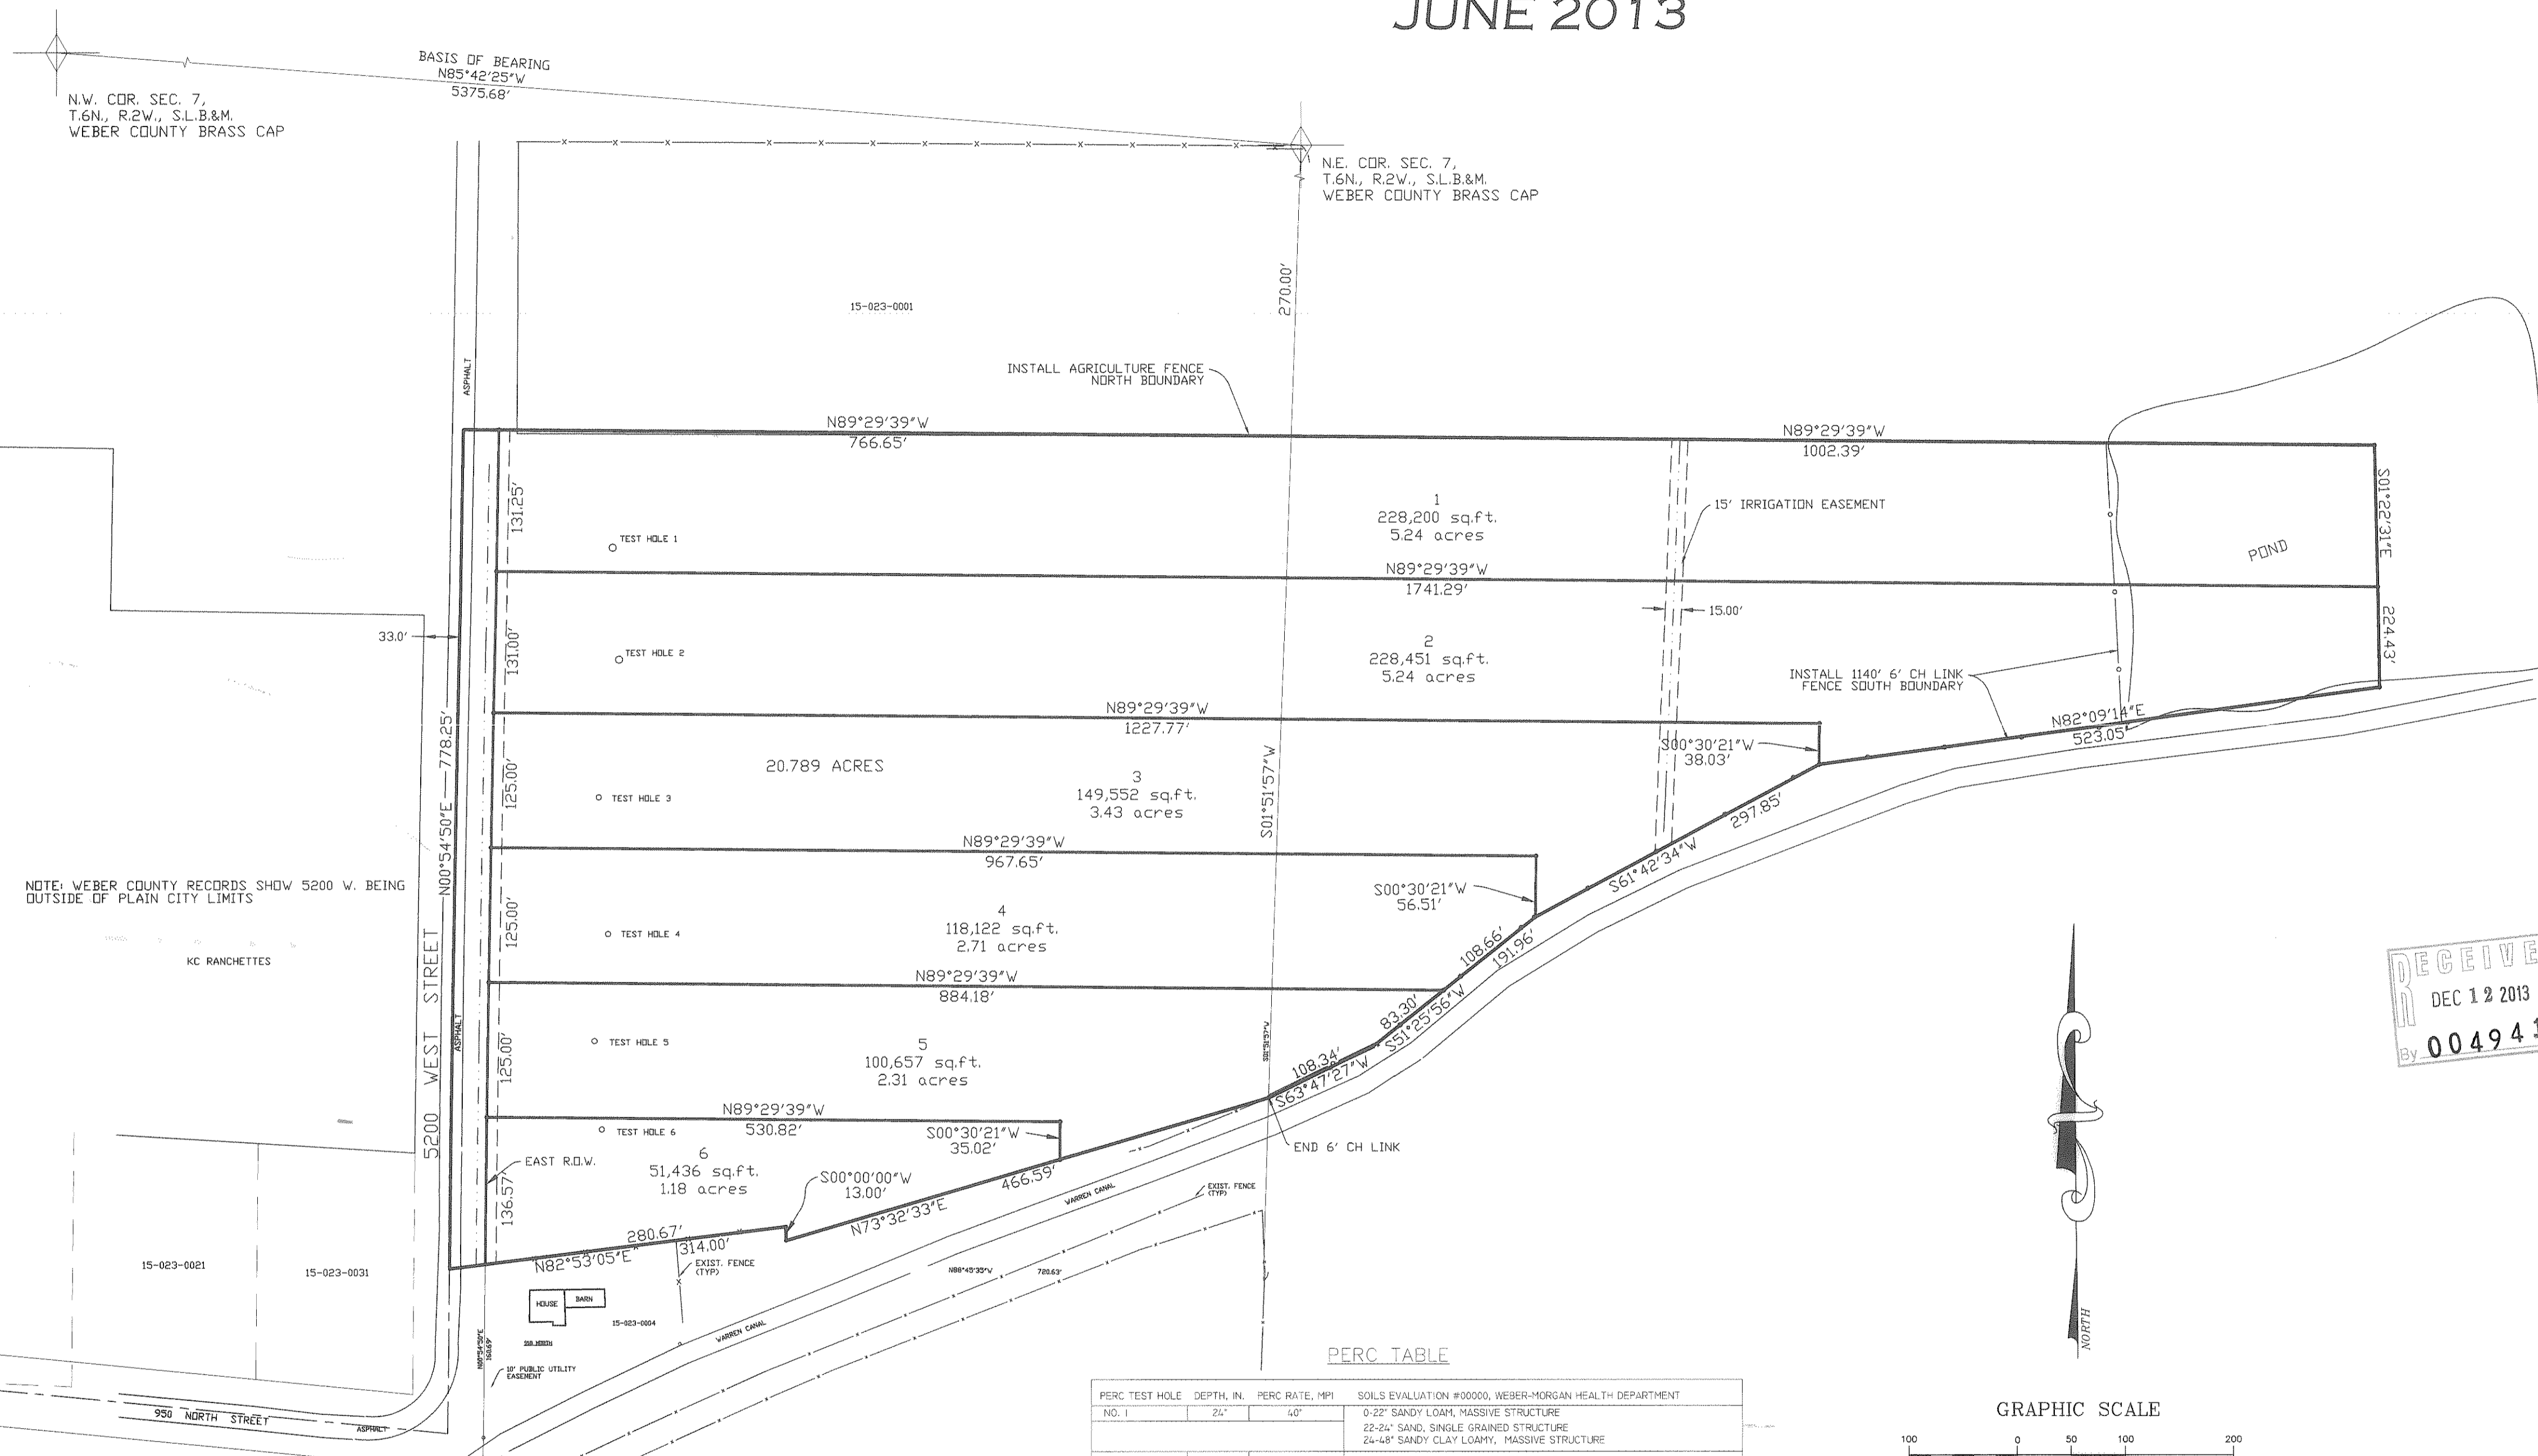 JUNE 2013
BASIS OF BEARING
N85°42'25"W
5375.68'
N.W. COR. SEC. 7,
T.6N., R.2W., S.L.B.&M.
WEBER COUNTY BRASS CAP
N.E. COR. SEC. 7,
T.6N., R.2W., S.L.B.&M.
WEBER COUNTY BRASS CAP
270.00'
15-023-0001
ASPHALT
INSTALL AGRICULTURE FENCE
NORTH BOUNDARY
N89°29'39"W
766.65'
N89°29'39"W
1002.39'
131.25'
TEST HOLE 1
1
228,200 sq.ft.
5.24 acres
15' IRRIGATION EASEMENT
S01°22'31"E
POND
N89°29'39"W
1741.29'
15.00'
224.43'
33.0'
131.00'
TEST HOLE 2
2
228,451 sq.ft.
5.24 acres
INSTALL 1140' 6' CH LINK
FENCE SOUTH BOUNDARY
N89°29'39"W
1227.77'
N82°09'14"E
523.05'
S00°30'21"W
38.03'
N00°54'50"E
778.25'
20.789 ACRES
125.00'
TEST HOLE 3
3
149,552 sq.ft.
3.43 acres
S01°51'57"W
297.85'
S61°42'34"W
N89°29'39"W
967.65'
S00°30'21"W
56.51'
NOTE: WEBER COUNTY RECORDS SHOW 5200 W. BEING
OUTSIDE OF PLAIN CITY LIMITS
KC RANCHETTES
5200 WEST STREET
125.00'
TEST HOLE 4
4
118,122 sq.ft.
2.71 acres
108.66'
191.96'
N89°29'39"W
884.18'
ASPHALT
125.00'
TEST HOLE 5
5
100,657 sq.ft.
2.31 acres
S01°51'57"W
83.30'
S51°25'56"W
108.34'
S63°47'27"W
END 6' CH LINK
N89°29'39"W
530.82'
TEST HOLE 6
S00°30'21"W
35.02'
EAST R.O.W.
6
51,436 sq.ft.
1.18 acres
136.57'
S00°00'00"W
13.00'
466.59'
N73°32'33"E
WARREN CANAL
EXIST. FENCE
(TYP)
280.67'
314.00'
N82°53'05"E
EXIST. FENCE
(TYP)
15-023-0021
15-023-0031
HOUSE
BARN
15-023-0004
N88°45'35"W
720.63'
WARREN CANAL
N00°54'50"E
10' PUBLIC UTILITY
EASEMENT
950 NORTH STREET
ASPHALT
RECEIVE
DEC 12 2013
By 00494
NORTH
PERC TABLE
PERC TEST HOLE DEPTH, IN. PERC RATE, MPI SOILS EVALUATION #00000, WEBER-MORGAN HEALTH DEPARTMENT
NO. 1 24" 40" 0-22" SANDY LOAM, MASSIVE STRUCTURE
22-24" SAND, SINGLE GRAINED STRUCTURE
24-48" SANDY CLAY LOAMY, MASSIVE STRUCTURE
GRAPHIC SCALE
100 0 50 100 200